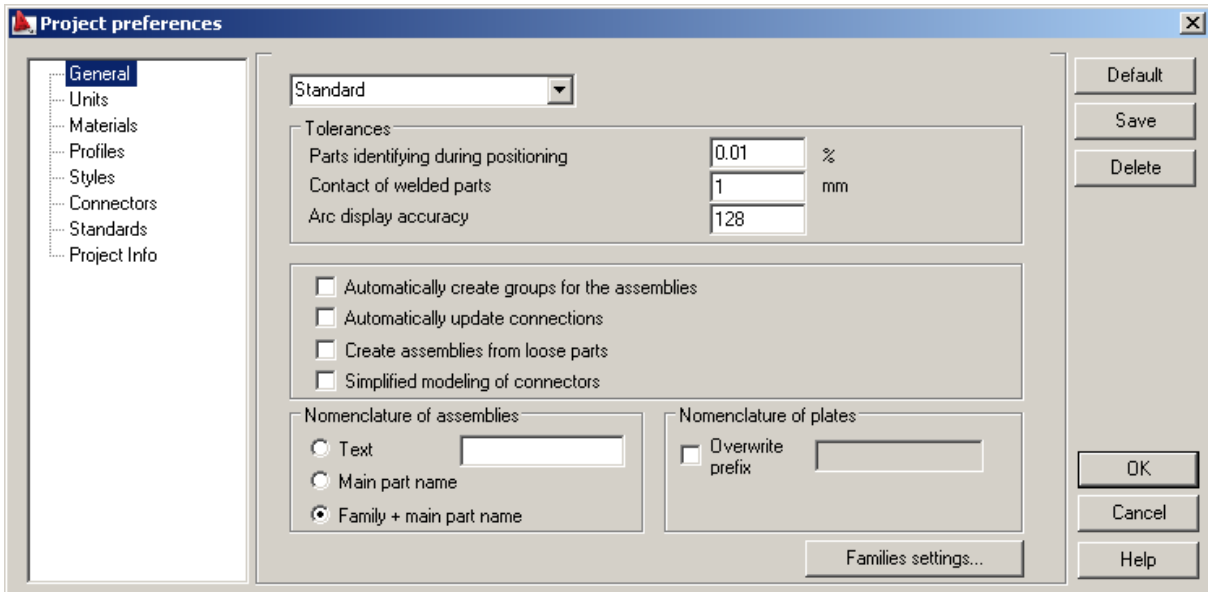 Project preferences
General
Units
Materials
Profiles
Styles
Connectors
Standards
Project Info
Standard
Tolerances
Parts identifying during positioning 0.01 %
Contact of welded parts 1 mm
Arc display accuracy 128
Automatically create groups for the assemblies
Automatically update connections
Create assemblies from loose parts
Simplified modeling of connectors
Nomenclature of assemblies
Text
Main part name
Family + main part name
Nomenclature of plates
Overwrite
prefix
Families settings...
Default
Save
Delete
OK
Cancel
Help